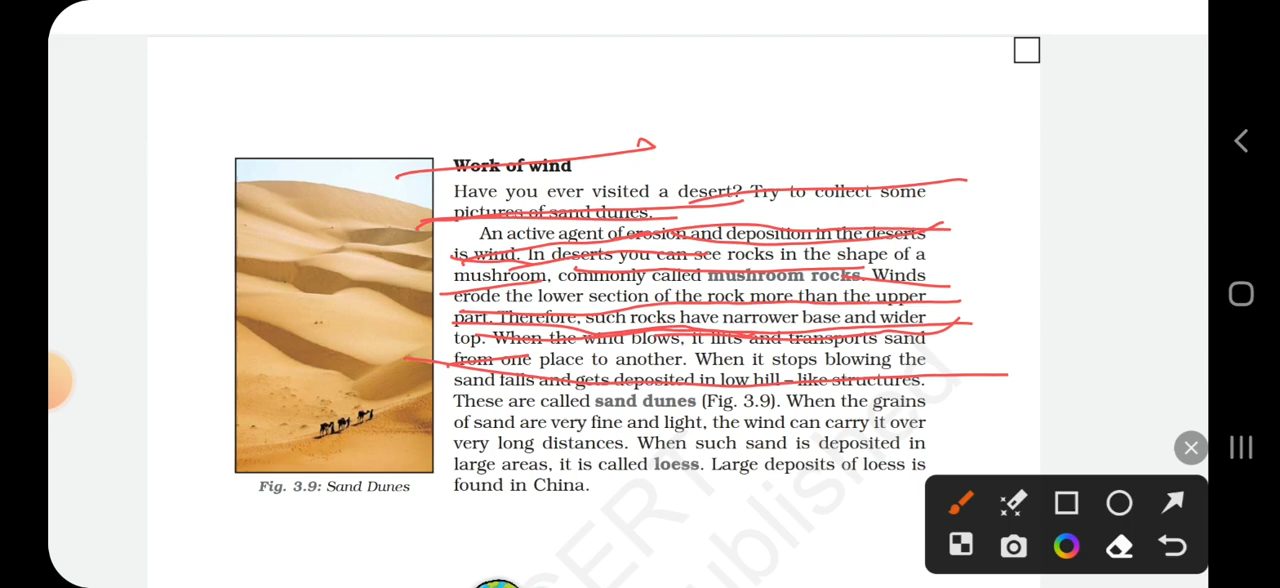 Work of wind
Have you ever visited a desert? Try to collect some
pictures of sand dunes.
An active agent of erosion and deposition in the deserts
is wind. In deserts you can see rocks in the shape of a
mushroom, commonly called mushroom rocks. Winds
erode the lower section of the rock more than the upper
part. Therefore, such rocks have narrower base and wider
top. When the wind blows, it lifts and transports sand
from one place to another. When it stops blowing the
sand falls and gets deposited in low hill – like structures.
These are called sand dunes (Fig. 3.9). When the grains
of sand are very fine and light, the wind can carry it over
very long distances. When such sand is deposited in
large areas, it is called loess. Large deposits of loess is
found in China.
Fig. 3.9: Sand Dunes